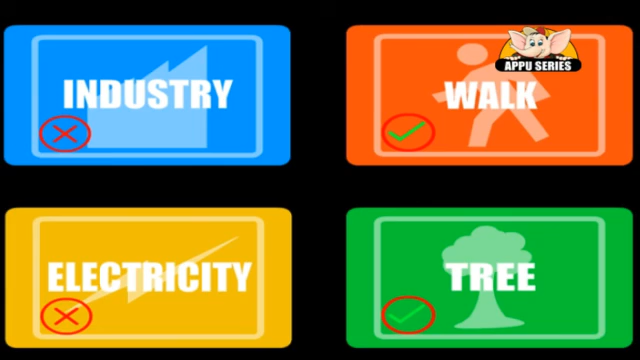 INDUSTRY
WALK
APPU SERIES
ELECTRICITY
TREE